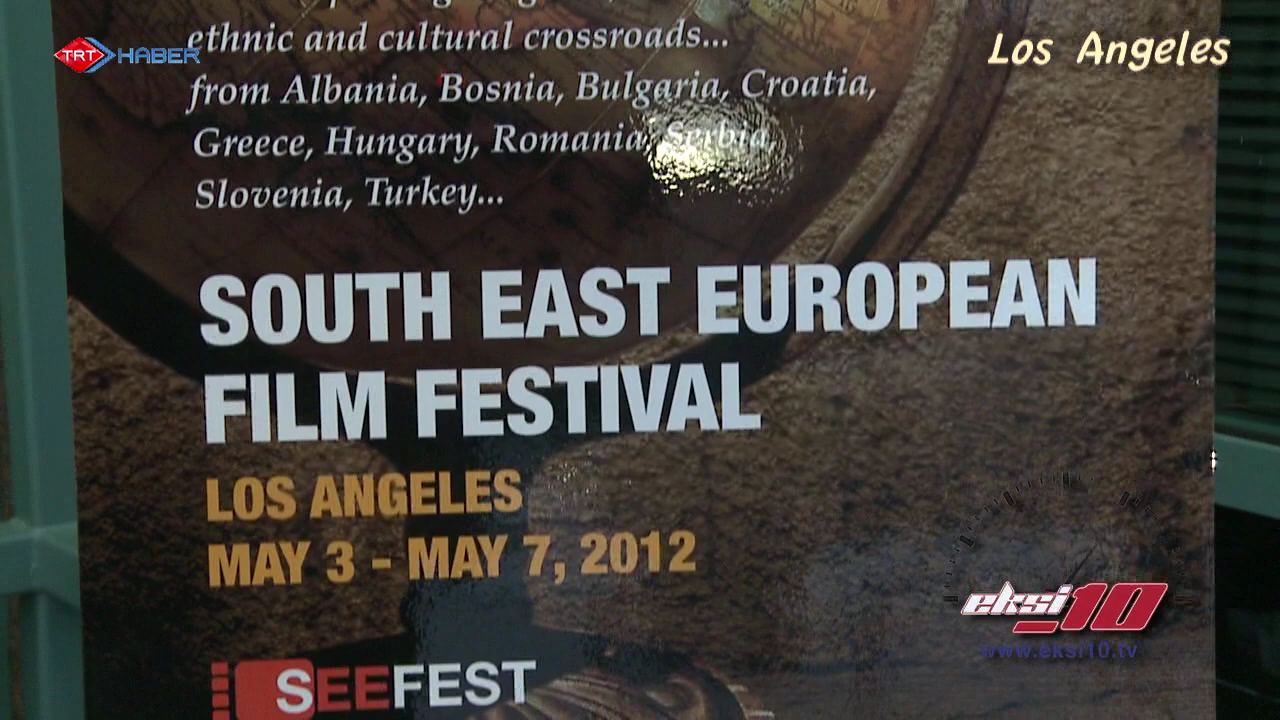 TRT HABER
Los Angeles
ethnic and cultural crossroads...
from Albania, Bosnia, Bulgaria, Croatia,
Greece, Hungary, Romania, Serbia,
Slovenia, Turkey...
SOUTH EAST EUROPEAN
FILM FESTIVAL
LOS ANGELES
MAY 3 - MAY 7, 2012
SEEFEST
eksi10
www.eksi10.tv